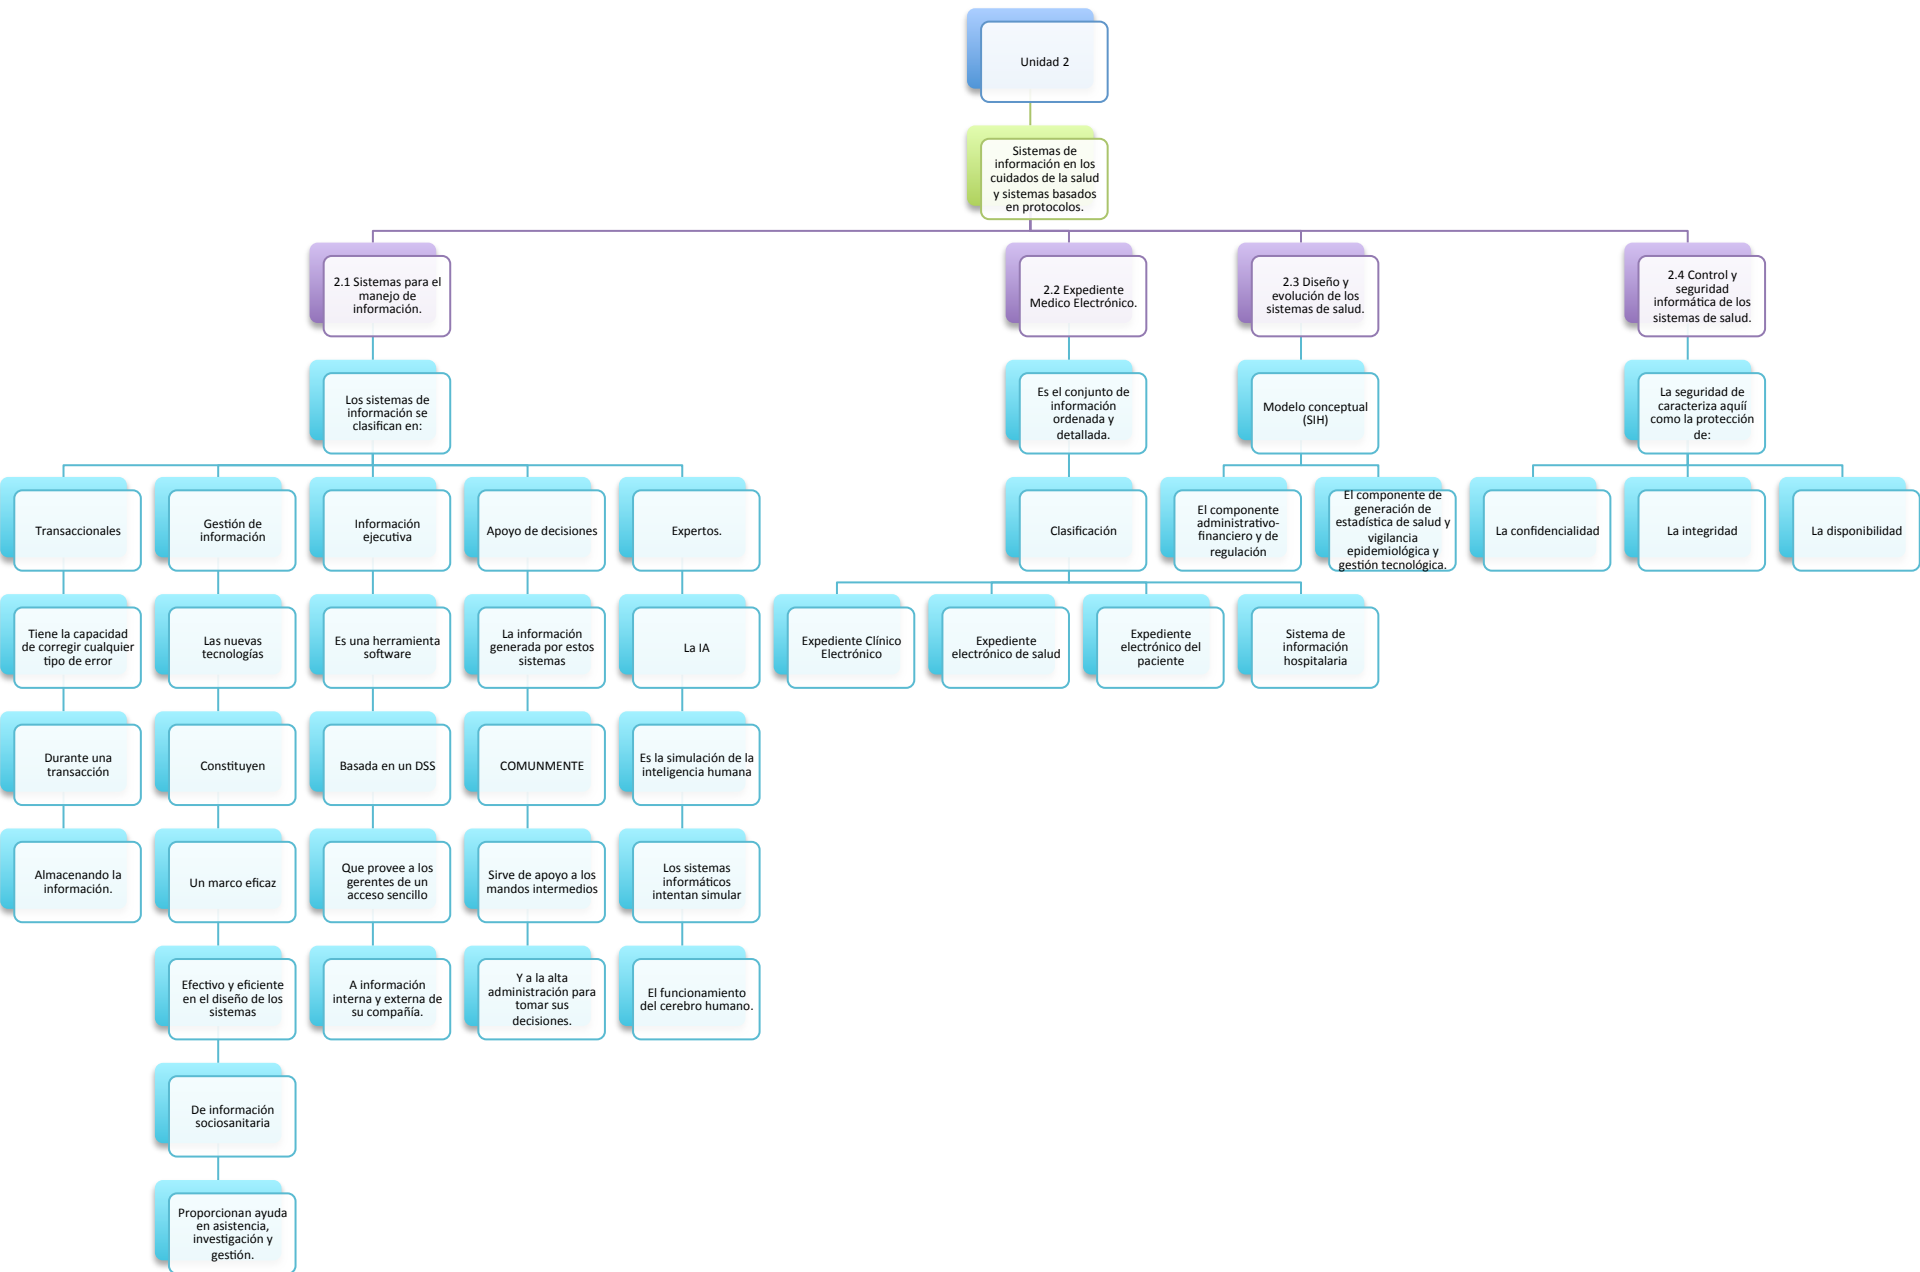 Unidad 2
Sistemas de
información en los
cuidados de la salud
y sistemas basados
en protocolos.
2.1 Sistemas para el
manejo de
información.
2.2 Expediente
Medico Electrónico.
2.3 Diseño y
evolución de los
sistemas de salud.
2.4 Control y
seguridad
informática de los
sistemas de salud.
Los sistemas de
información se
clasifican en:
Es el conjunto de
información
ordenada y
detallada.
Modelo conceptual
(SIH)
La seguridad de
caracteriza aquíí
como la protección
de:
Transaccionales
Gestión de
información
Información
ejecutiva
Apoyo de decisiones
Expertos.
Clasificación
El componente
administrativo-
financiero y de
regulación
El componente de
generación de
estadística de salud y
vigilancia
epidemiológica y
gestión tecnológica.
La confidencialidad
La integridad
La disponibilidad
Tiene la capacidad
de corregir cualquier
tipo de error
Las nuevas
tecnologías
Es una herramienta
software
La información
generada por estos
sistemas
La IA
Expediente Clínico
Electrónico
Expediente
electrónico de salud
Expediente
electrónico del
paciente
Sistema de
información
hospitalaria
Durante una
transacción
Constituyen
Basada en un DSS
COMUNMENTE
Es la simulación de la
inteligencia humana
Almacenando la
información.
Un marco eficaz
Que provee a los
gerentes de un
acceso sencillo
Sirve de apoyo a los
mandos intermedios
Los sistemas
informáticos
intentan simular
Efectivo y eficiente
en el diseño de los
sistemas
A información
interna y externa de
su compañía.
Y a la alta
administración para
tomar sus
decisiones.
El funcionamiento
del cerebro humano.
De información
sociosanitaria
Proporcionan ayuda
en asistencia,
investigación y
gestión.